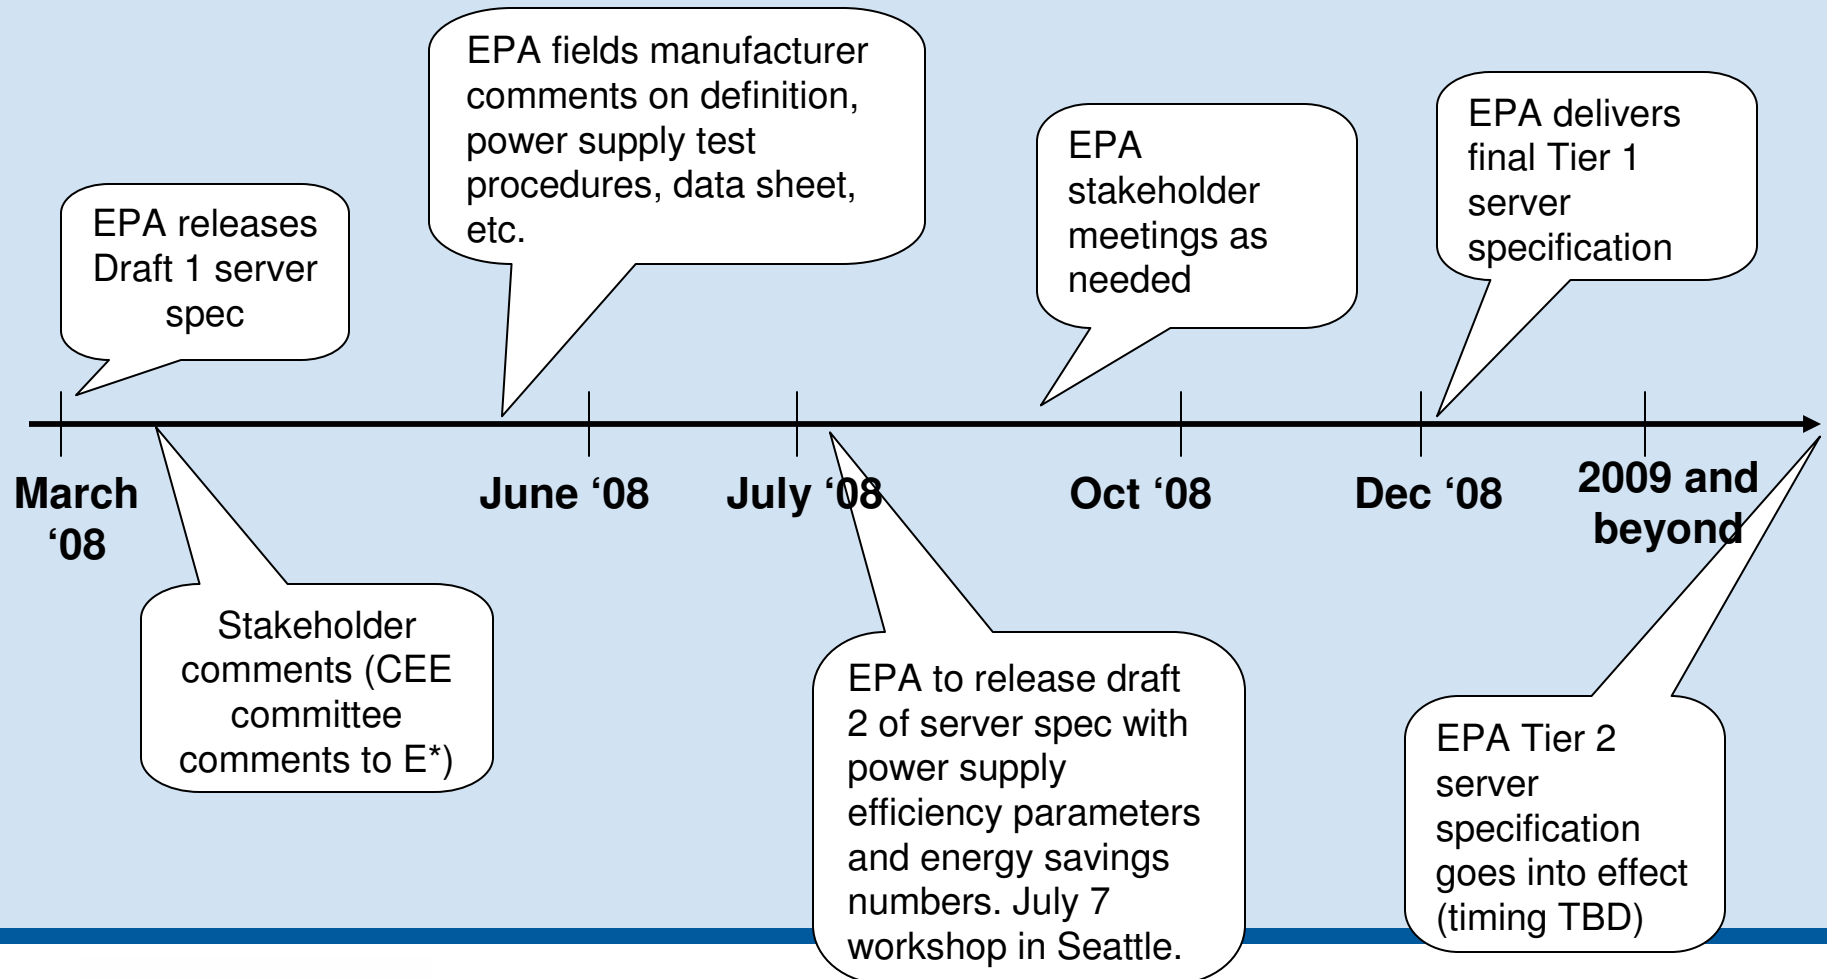 EPA releases
Draft 1 server
spec
EPA fields manufacturer
comments on definition,
power supply test
procedures, data sheet,
etc.
EPA
stakeholder
meetings as
needed
EPA delivers
final Tier 1
server
specification
March
‘08
June ‘08
July ‘08
Oct ‘08
Dec ‘08
2009 and
beyond
Stakeholder
comments (CEE
committee
comments to E*)
EPA to release draft
2 of server spec with
power supply
efficiency parameters
and energy savings
numbers. July 7
workshop in Seattle.
EPA Tier 2
server
specification
goes into effect
(timing TBD)